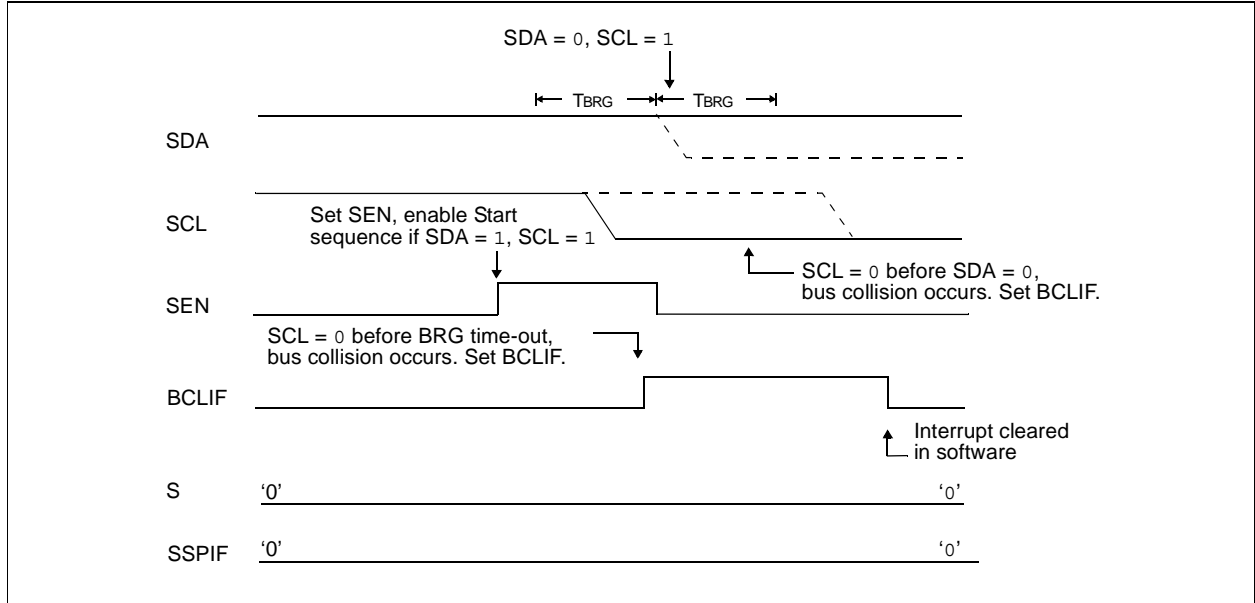 SDA = 0, SCL = 1
TBRG TBRG
SDA
SCL
Set SEN, enable Start
sequence if SDA = 1, SCL = 1
SCL = 0 before SDA = 0,
bus collision occurs. Set BCLIF.
SEN
SCL = 0 before BRG time-out,
bus collision occurs. Set BCLIF.
BCLIF
Interrupt cleared
in software
S ‘0’ ‘0’
SSPIF ‘0’ ‘0’